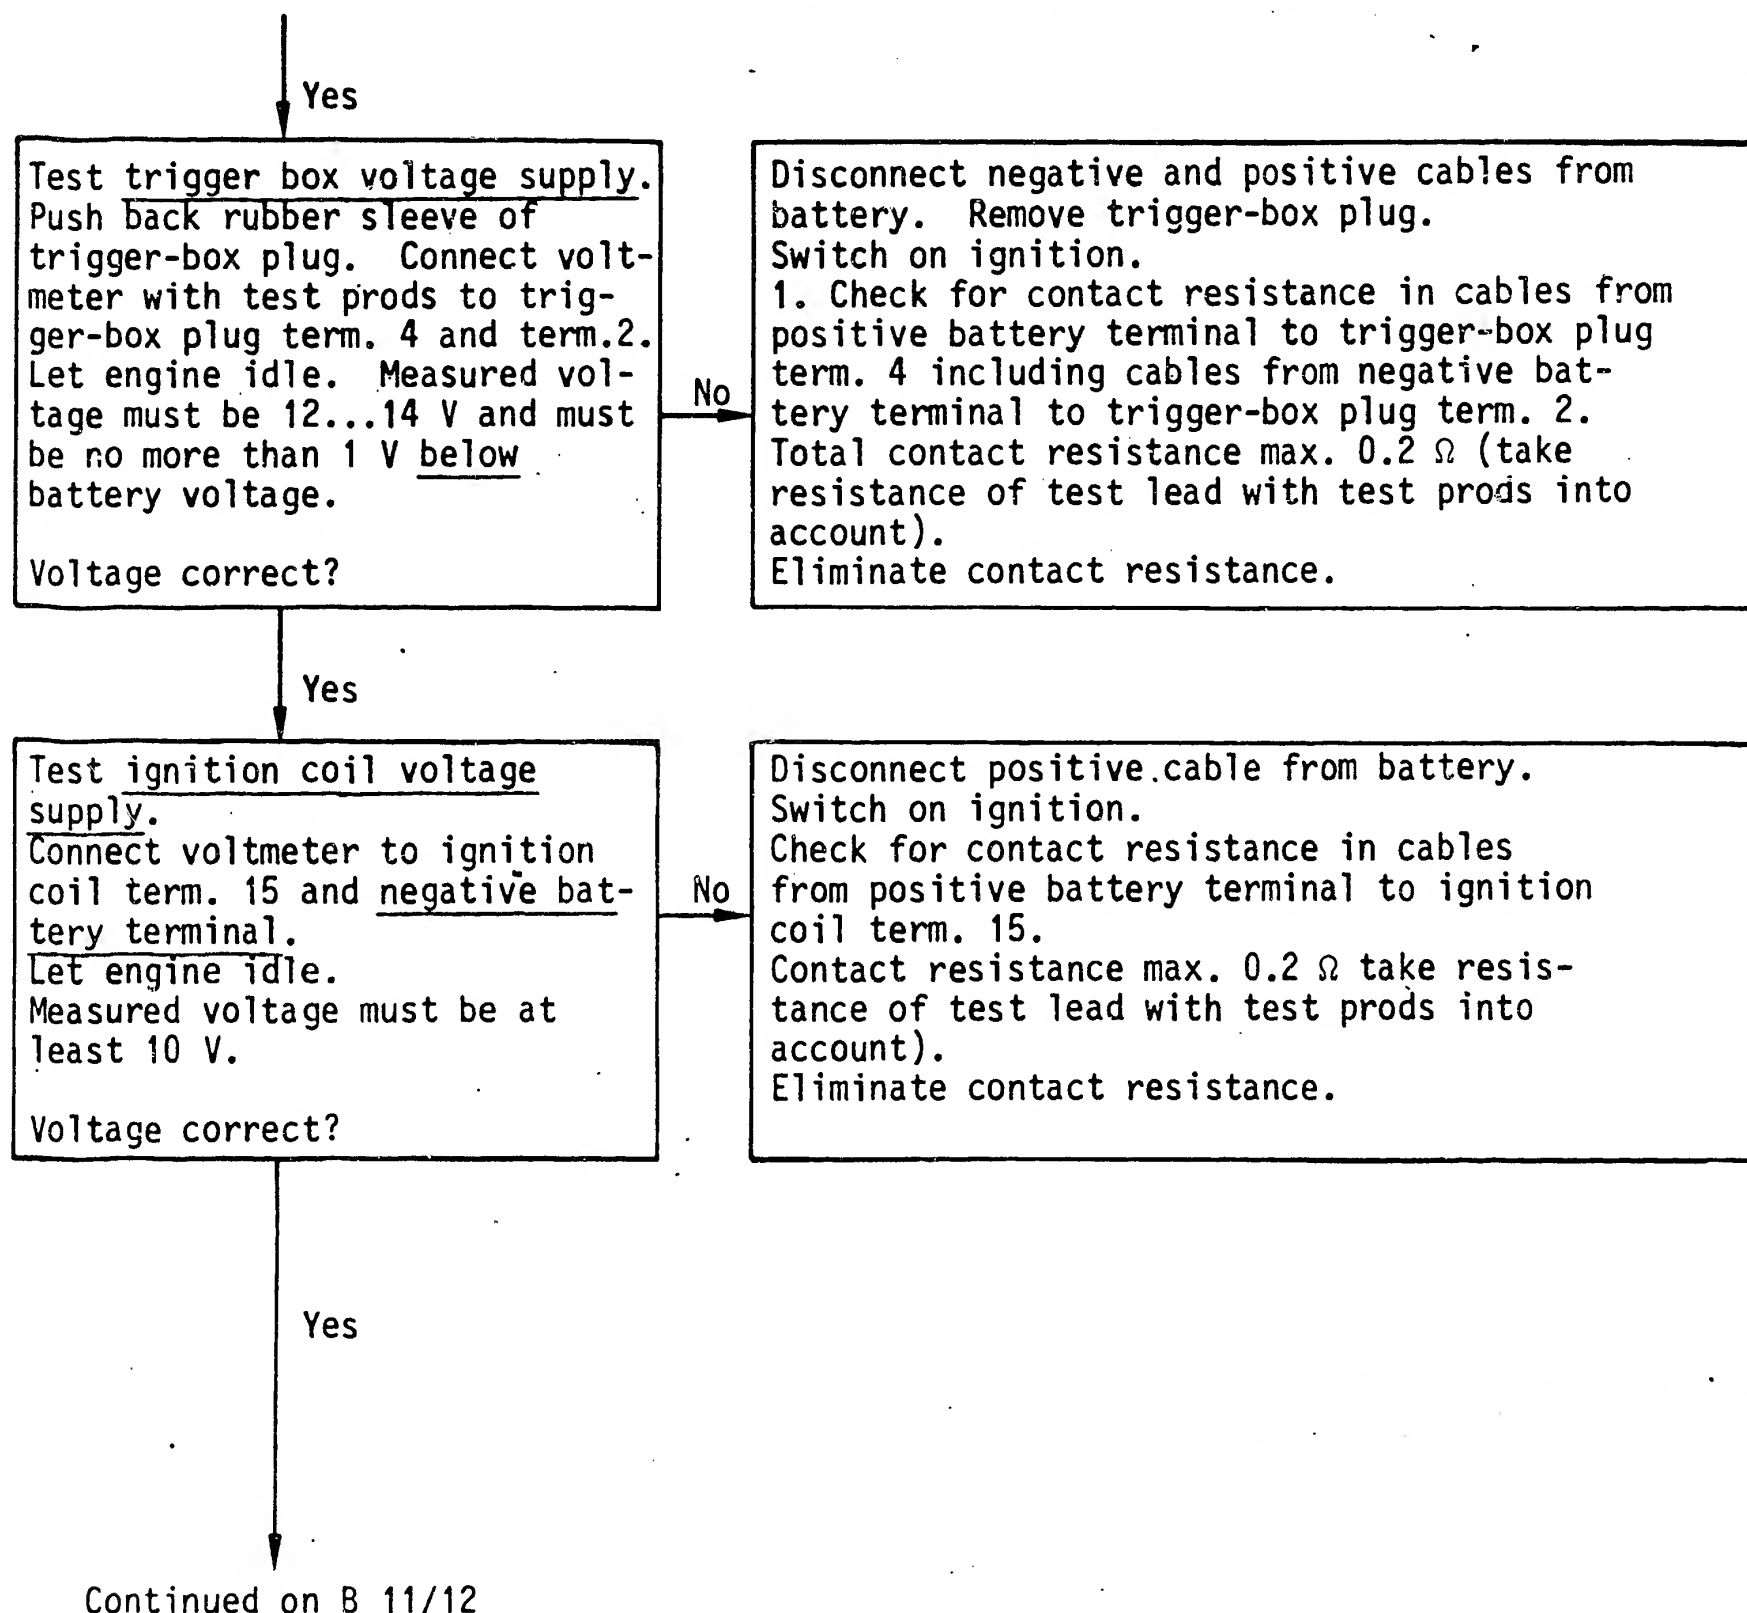 Yes
Test trigger box voltage supply.
Push back rubber sleeve of
trigger-box plug. Connect volt-
meter with test prods to trig-
ger-box plug term. 4 and term.2.
Let engine idle. Measured vol-
tage must be 12...14 V and must
be no more than 1 V below
battery voltage.
Voltage correct?
No
Disconnect negative and positive cables from
battery. Remove trigger-box plug.
Switch on ignition.
1. Check for contact resistance in cables from
positive battery terminal to trigger-box plug
term. 4 including cables from negative bat-
tery terminal to trigger-box plug term. 2.
Total contact resistance max. 0.2 Ω (take
resistance of test lead with test prods into
account).
Eliminate contact resistance.
Yes
Test ignition coil voltage
supply.
Connect voltmeter to ignition
coil term. 15 and negative bat-
tery terminal.
Let engine idle.
Measured voltage must be at
least 10 V.
Voltage correct?
No
Disconnect positive cable from battery.
Switch on ignition.
Check for contact resistance in cables
from positive battery terminal to ignition
coil term. 15.
Contact resistance max. 0.2 Ω take resis-
tance of test lead with test prods into
account).
Eliminate contact resistance.
Yes
Continued on B 11/12